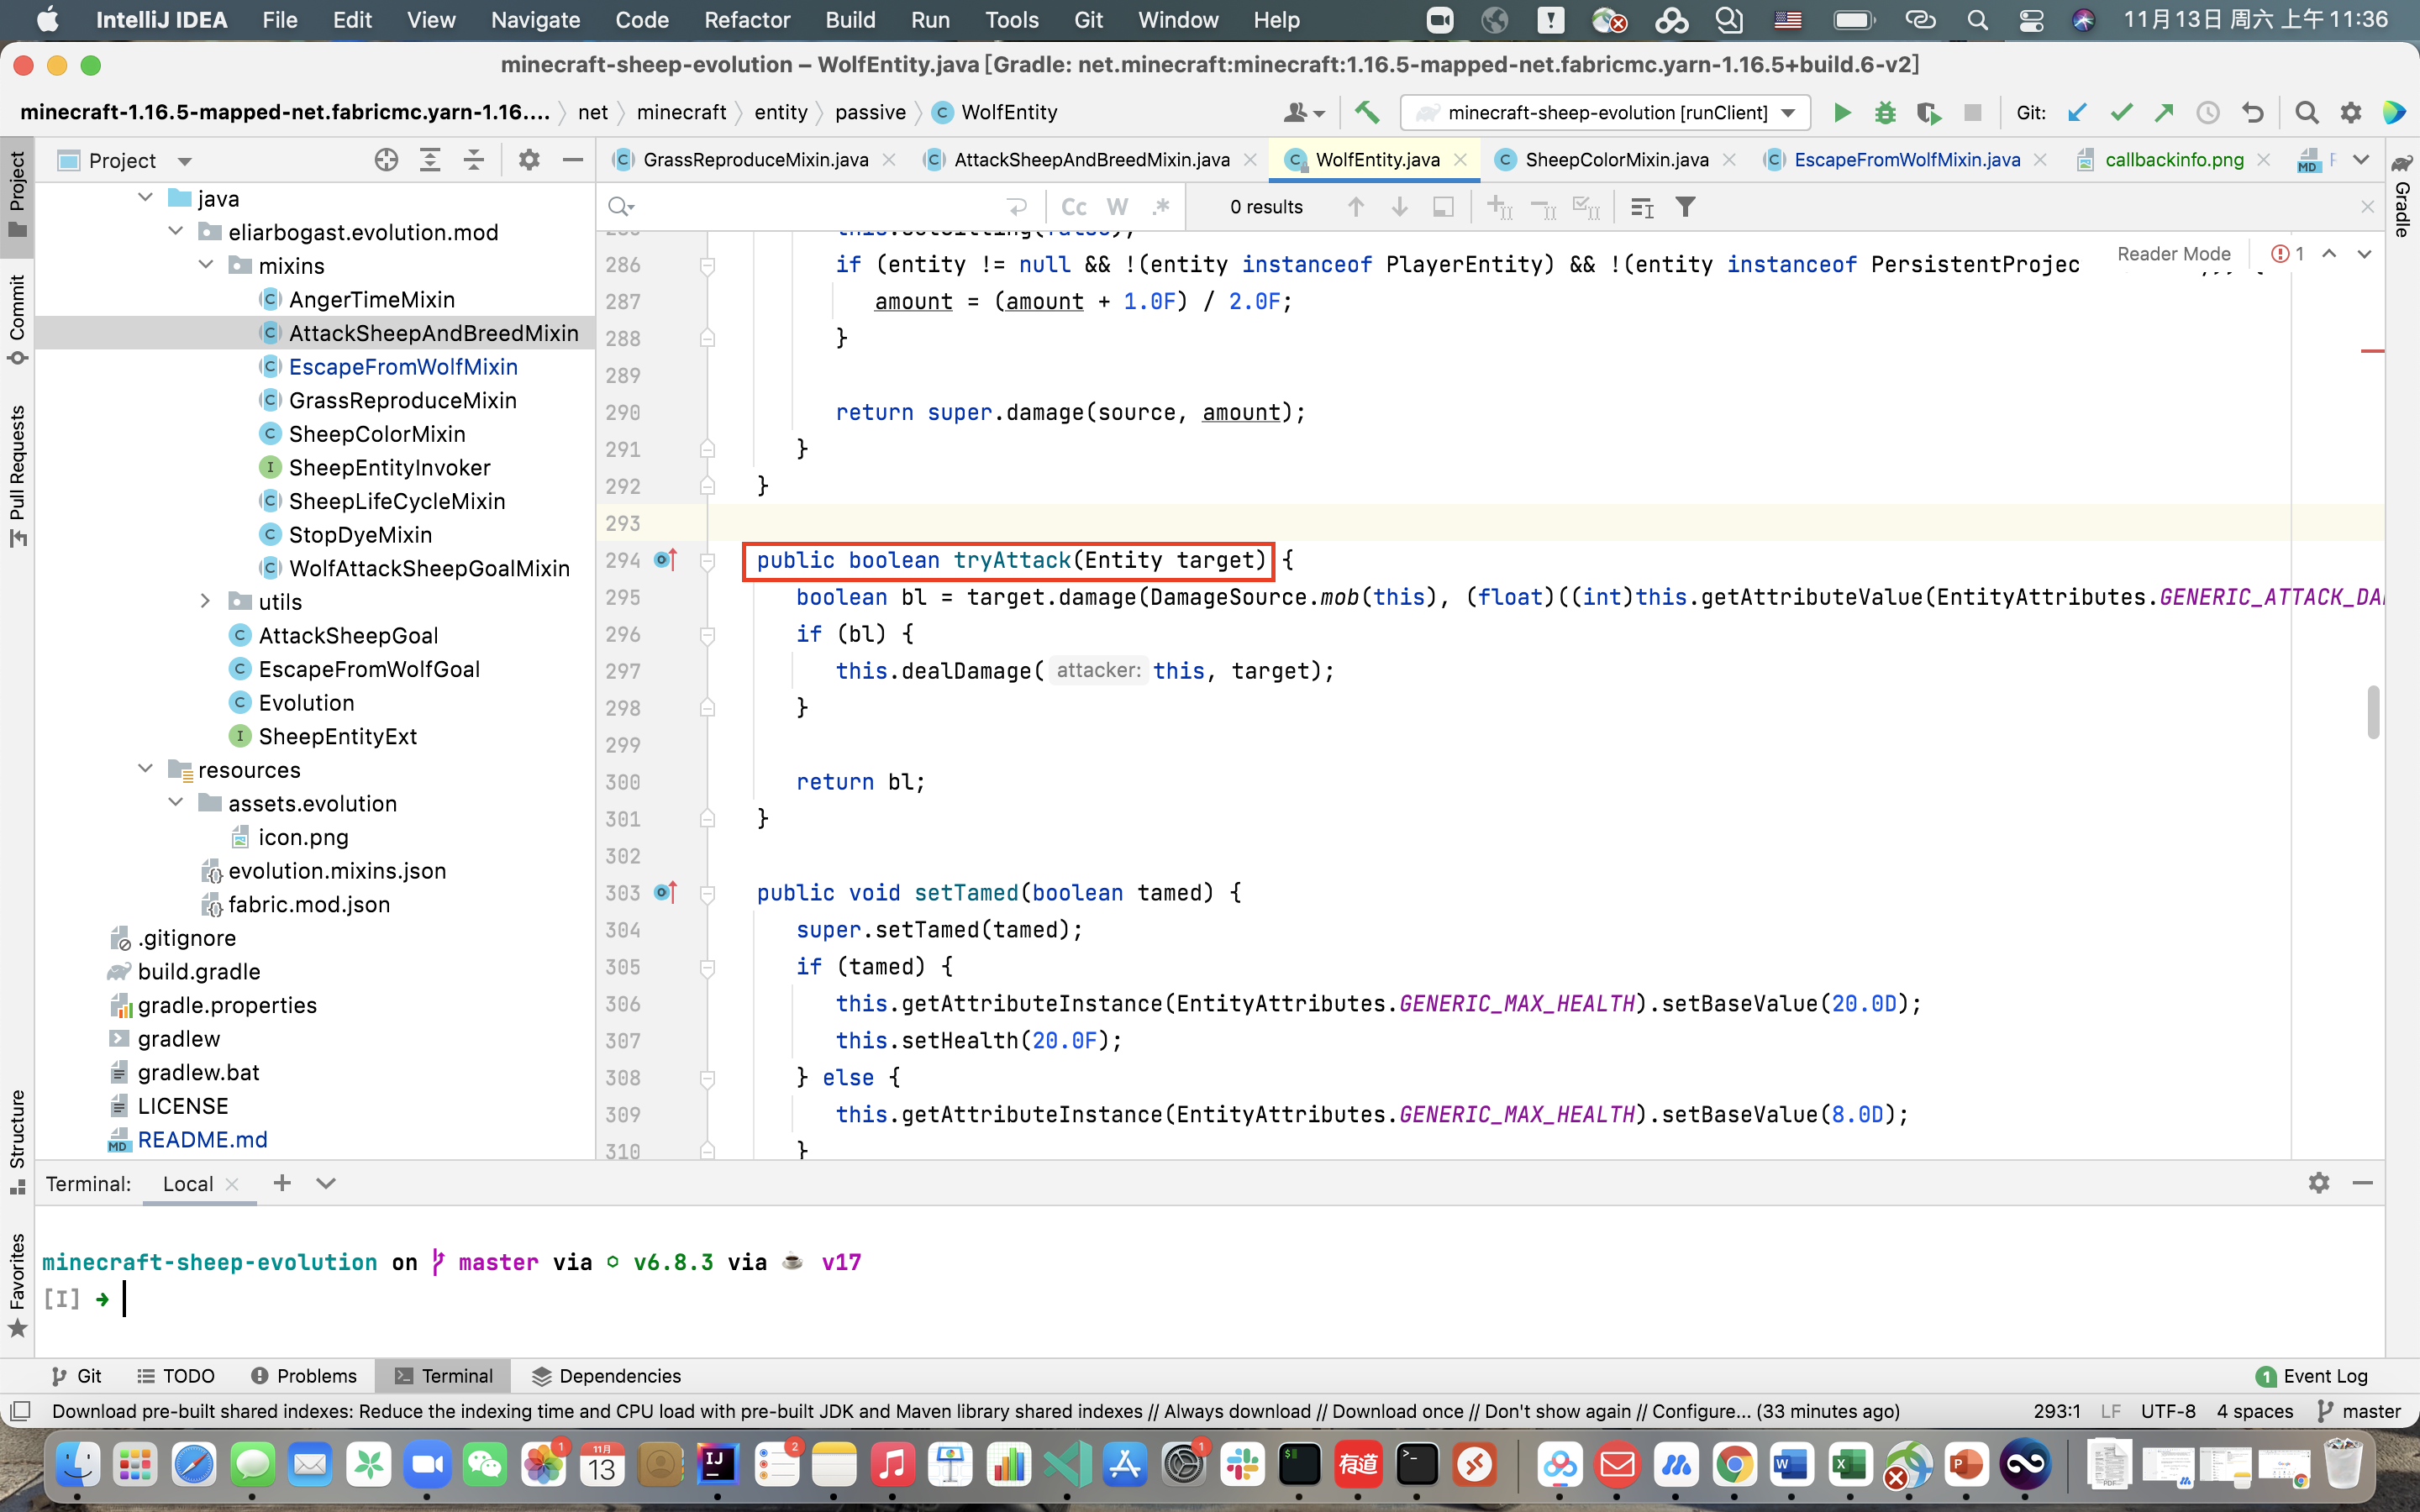 IntelliJ IDEA File Edit View Navigate Code Refactor Build Run Tools Git Window Help 11月13日 周六 上午 11:36
minecraft-sheep-evolution – WolfEntity.java [Gradle: net.minecraft:minecraft:1.16.5-mapped-net.fabricmc.yarn-1.16.5+build.6-v2]
minecraft-1.16.5-mapped-net.fabricmc.yarn-1.16.... net minecraft entity passive WolfEntity minecraft-sheep-evolution [runClient] Git:
Project GrassReproduceMixin.java AttackSheepAndBreedMixin.java WolfEntity.java SheepColorMixin.java EscapeFromWolfMixin.java callbackinfo.png
Cc W .* 0 results
Reader Mode 1
Project
Commit
Pull Requests
Structure
Favorites
Gradle
java
eliarbogast.evolution.mod
mixins
AngerTimeMixin
AttackSheepAndBreedMixin
EscapeFromWolfMixin
GrassReproduceMixin
SheepColorMixin
SheepEntityInvoker
SheepLifeCycleMixin
StopDyeMixin
WolfAttackSheepGoalMixin
utils
AttackSheepGoal
EscapeFromWolfGoal
Evolution
SheepEntityExt
resources
assets.evolution
icon.png
evolution.mixins.json
fabric.mod.json
.gitignore
build.gradle
gradle.properties
gradlew
gradlew.bat
LICENSE
README.md
286 if (entity != null && !(entity instanceof PlayerEntity) && !(entity instanceof PersistentProjec
287 amount = (amount + 1.0F) / 2.0F;
288 }
289
290 return super.damage(source, amount);
291 }
292 }
293
294 public boolean tryAttack(Entity target) {
295 boolean bl = target.damage(DamageSource.mob(this), (float)((int)this.getAttributeValue(EntityAttributes.GENERIC_ATTACK_DA
296 if (bl) {
297 this.dealDamage( attacker: this, target);
298 }
299
300 return bl;
301 }
302
303 public void setTamed(boolean tamed) {
304 super.setTamed(tamed);
305 if (tamed) {
306 this.getAttributeInstance(EntityAttributes.GENERIC_MAX_HEALTH).setBaseValue(20.0D);
307 this.setHealth(20.0F);
308 } else {
309 this.getAttributeInstance(EntityAttributes.GENERIC_MAX_HEALTH).setBaseValue(8.0D);
310 }
Terminal: Local
minecraft-sheep-evolution on master via v6.8.3 via v17
[I] →
Git TODO Problems Terminal Dependencies 1 Event Log
Download pre-built shared indexes: Reduce the indexing time and CPU load with pre-built JDK and Maven library shared indexes // Always download // Download once // Don't show again // Configure... (33 minutes ago) 293:1 LF UTF-8 4 spaces master
1 11月 13 IJ 2 1 有道 W X P